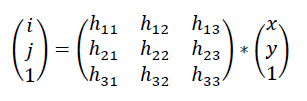 (i) = (h₁₁ h₁₂ h₁₃) * (x)
(j) = (h₂₁ h₂₂ h₂₃) * (y)
(1) = (h₃₁ h₃₂ h₃₃) * (1)